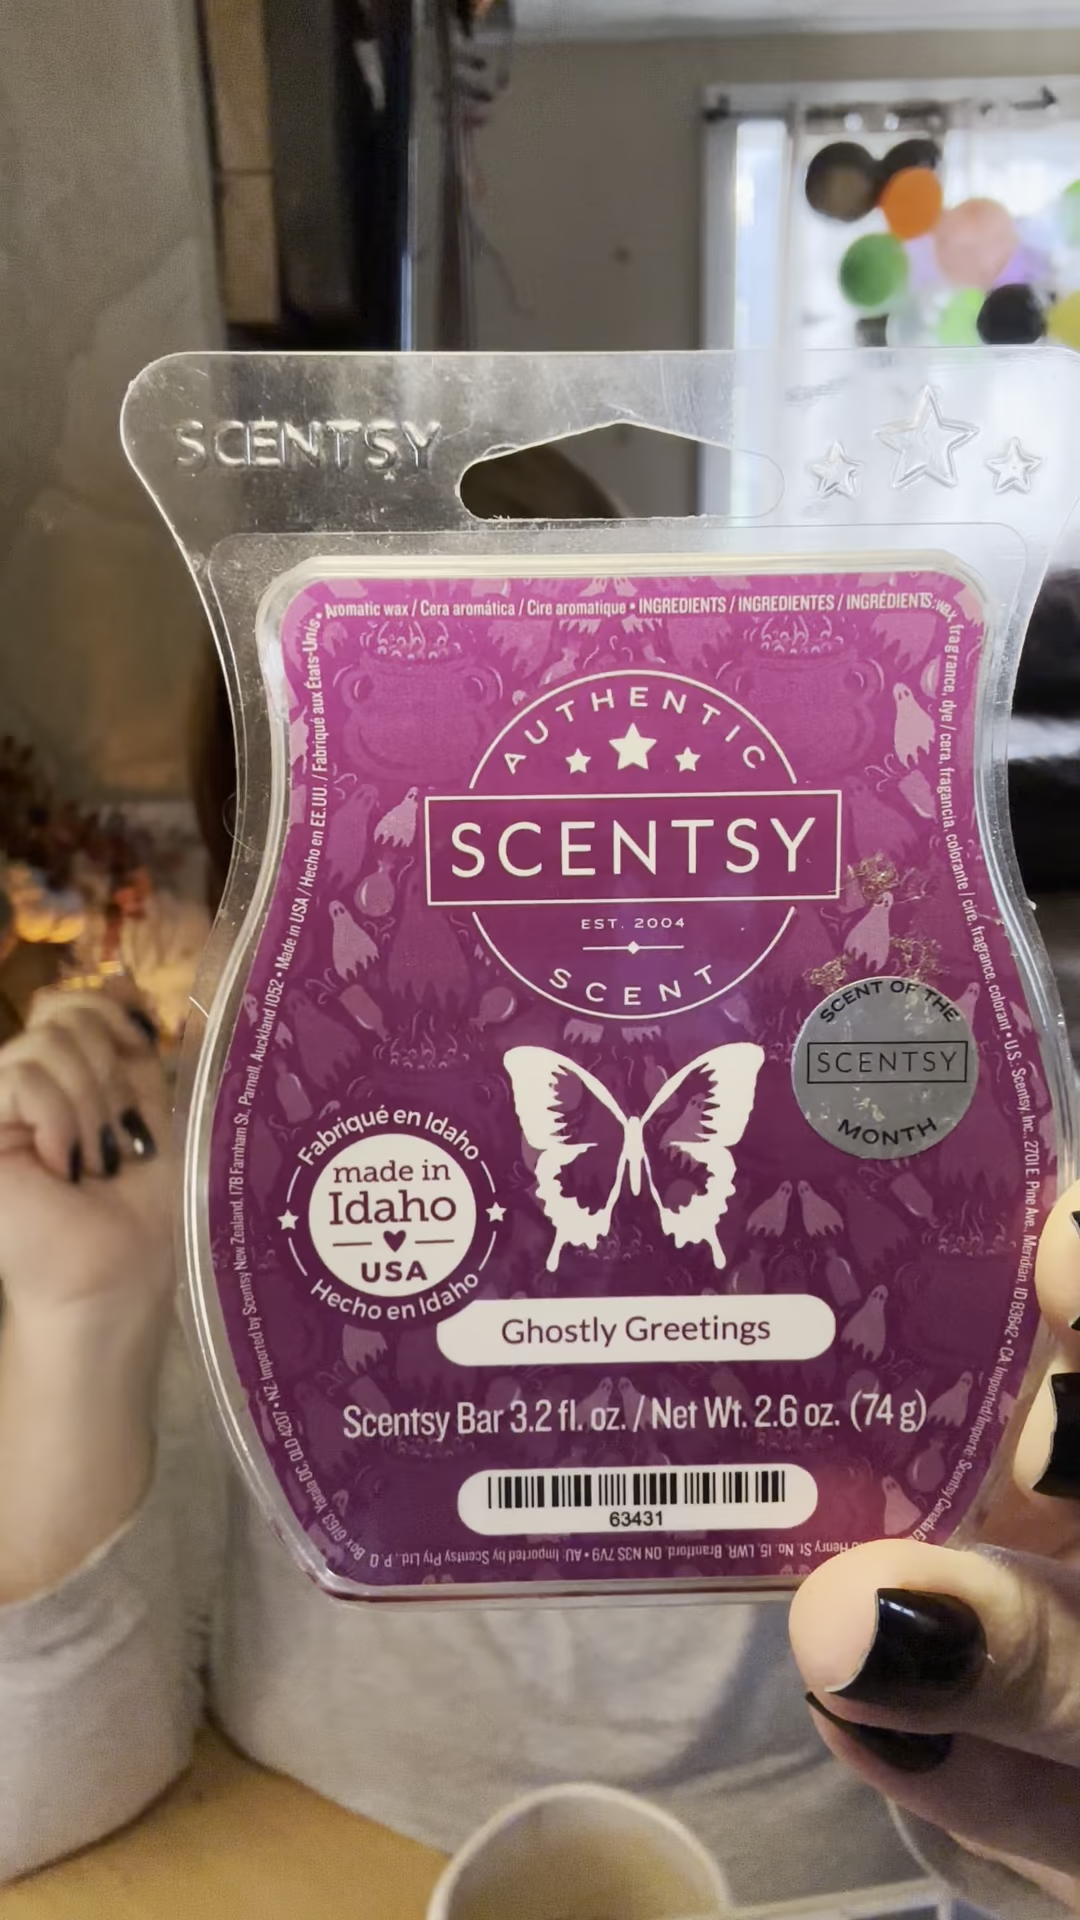 SCENTSY
Aromatic wax / Cera aromática / Cire aromatique • INGREDIENTS / INGREDIENTES / INGRÉDIENTS: wax, fragrance, dye / cera, fragancia, colorante / cire, fragrance, colorant • U.S.: Scentsy, Inc., 2701 E. Pine Ave., Meridian, ID 83642 • CA: Imported/Importé: Scentsy Canada
Henry St. No. 15, LWR, Brantford, ON N3S 7V9 • AU: Imported by Scentsy Pty Ltd., P.O. Box 6163, Yatala DC, QLD 4207 • NZ: Imported by Scentsy New Zealand, 17B Farnham St., Parnell, Auckland 1052 • Made in USA / Hecho en EE.UU. / Fabriqué aux États-Unis •
AUTHENTIC
SCENTSY
EST. 2004
SCENT
SCENT OF THE
SCENTSY
MONTH
Fabriqué en Idaho
made in
Idaho
USA
Hecho en Idaho
Ghostly Greetings
Scentsy Bar 3.2 fl. oz. / Net Wt. 2.6 oz. (74 g)
63431